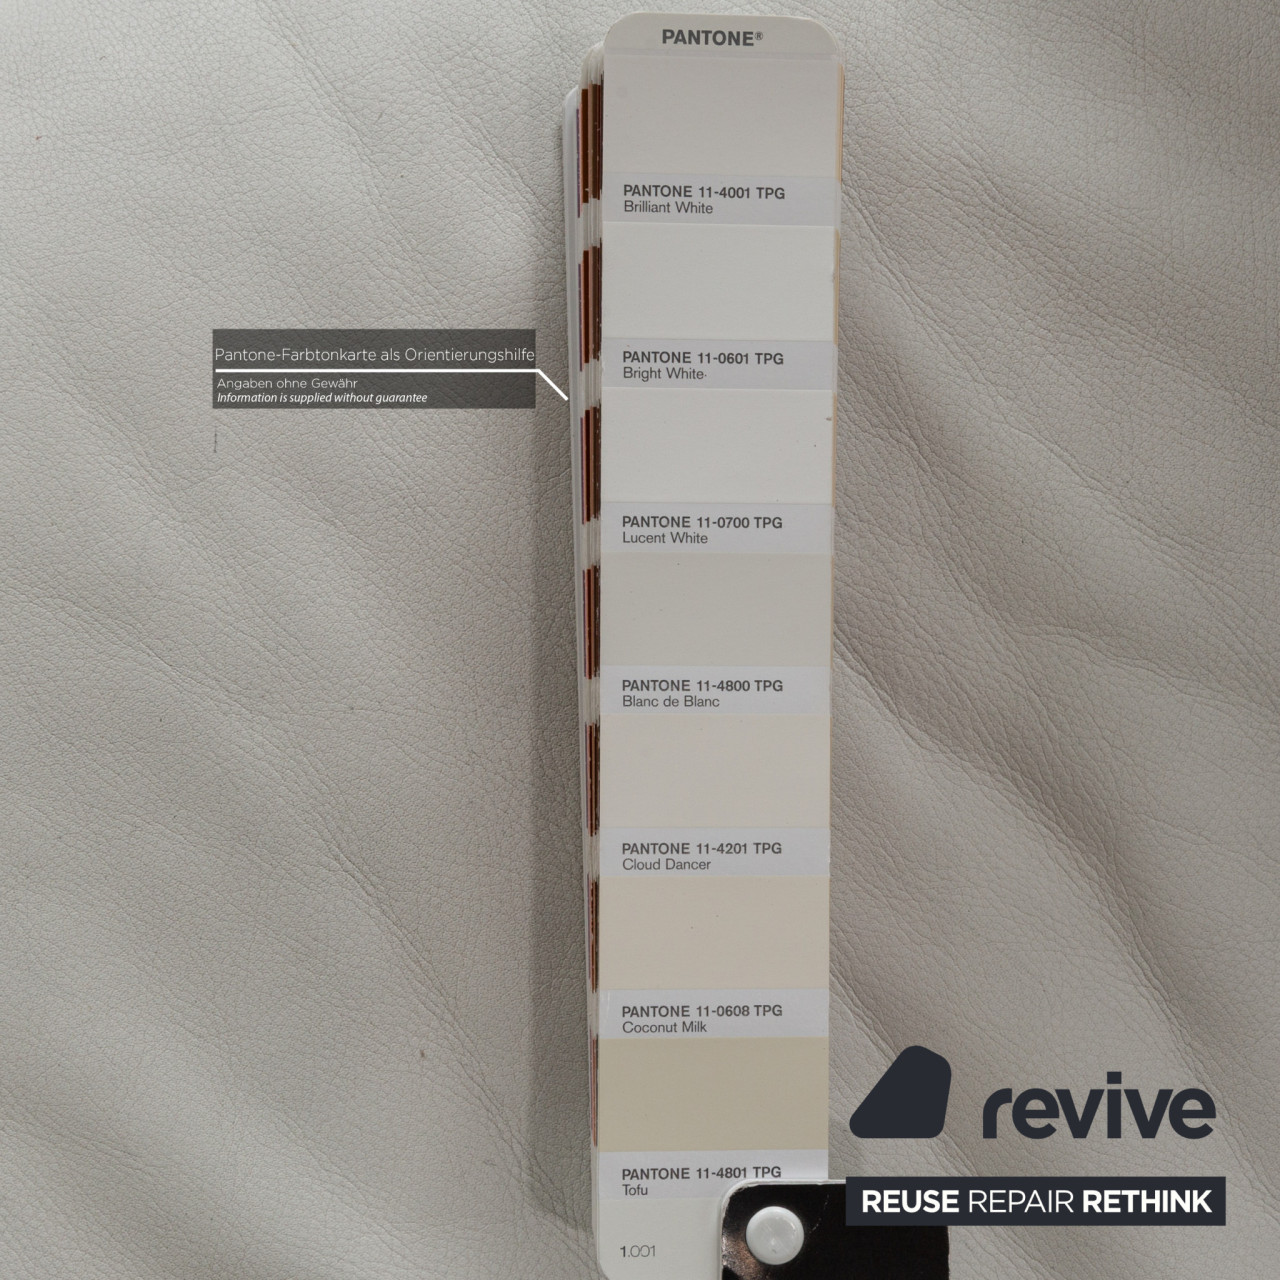 PANTONE®
PANTONE 11-4001 TPG
Brilliant White
PANTONE 11-0601 TPG
Bright White
Pantone-Farbtonkarte als Orientierungshilfe
Angaben ohne Gewähr
Information is supplied without guarantee
PANTONE 11-0700 TPG
Lucent White
PANTONE 11-4800 TPG
Blanc de Blanc
PANTONE 11-4201 TPG
Cloud Dancer
PANTONE 11-0608 TPG
Coconut Milk
PANTONE 11-4801 TPG
Tofu
1.001
revive
REUSE REPAIR RETHINK